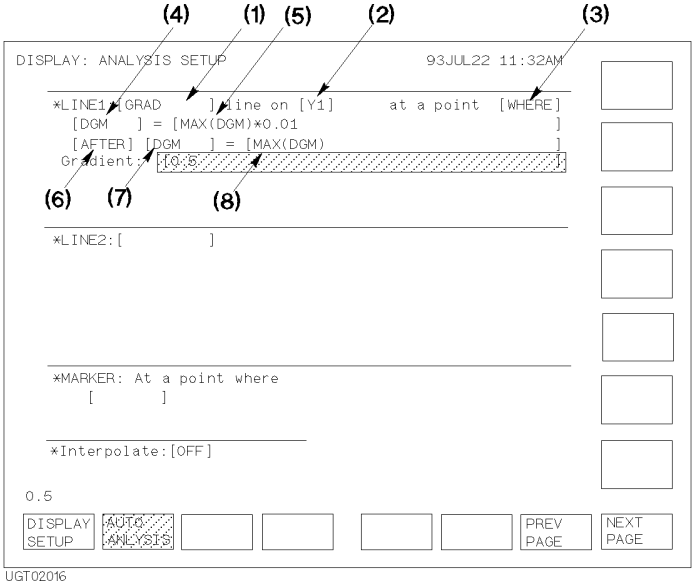 (4) (1) (5) (2) (3)
DISPLAY: ANALYSIS SETUP 93JUL22 11:32AM
*LINE1:[GRAD ] line on [Y1] at a point [WHERE]
[DGM ] = [MAX(DGM)*0.01 ]
[AFTER] [DGM ] = [MAX(DGM) ]
Gradient: [0.5 ]
(6) (7) (8)
*LINE2:[ ]
*MARKER: At a point where
[ ]
*Interpolate:[OFF]
0.5
DISPLAY SETUP
AUTO ANLYSIS
PREV PAGE
NEXT PAGE
UGT02016